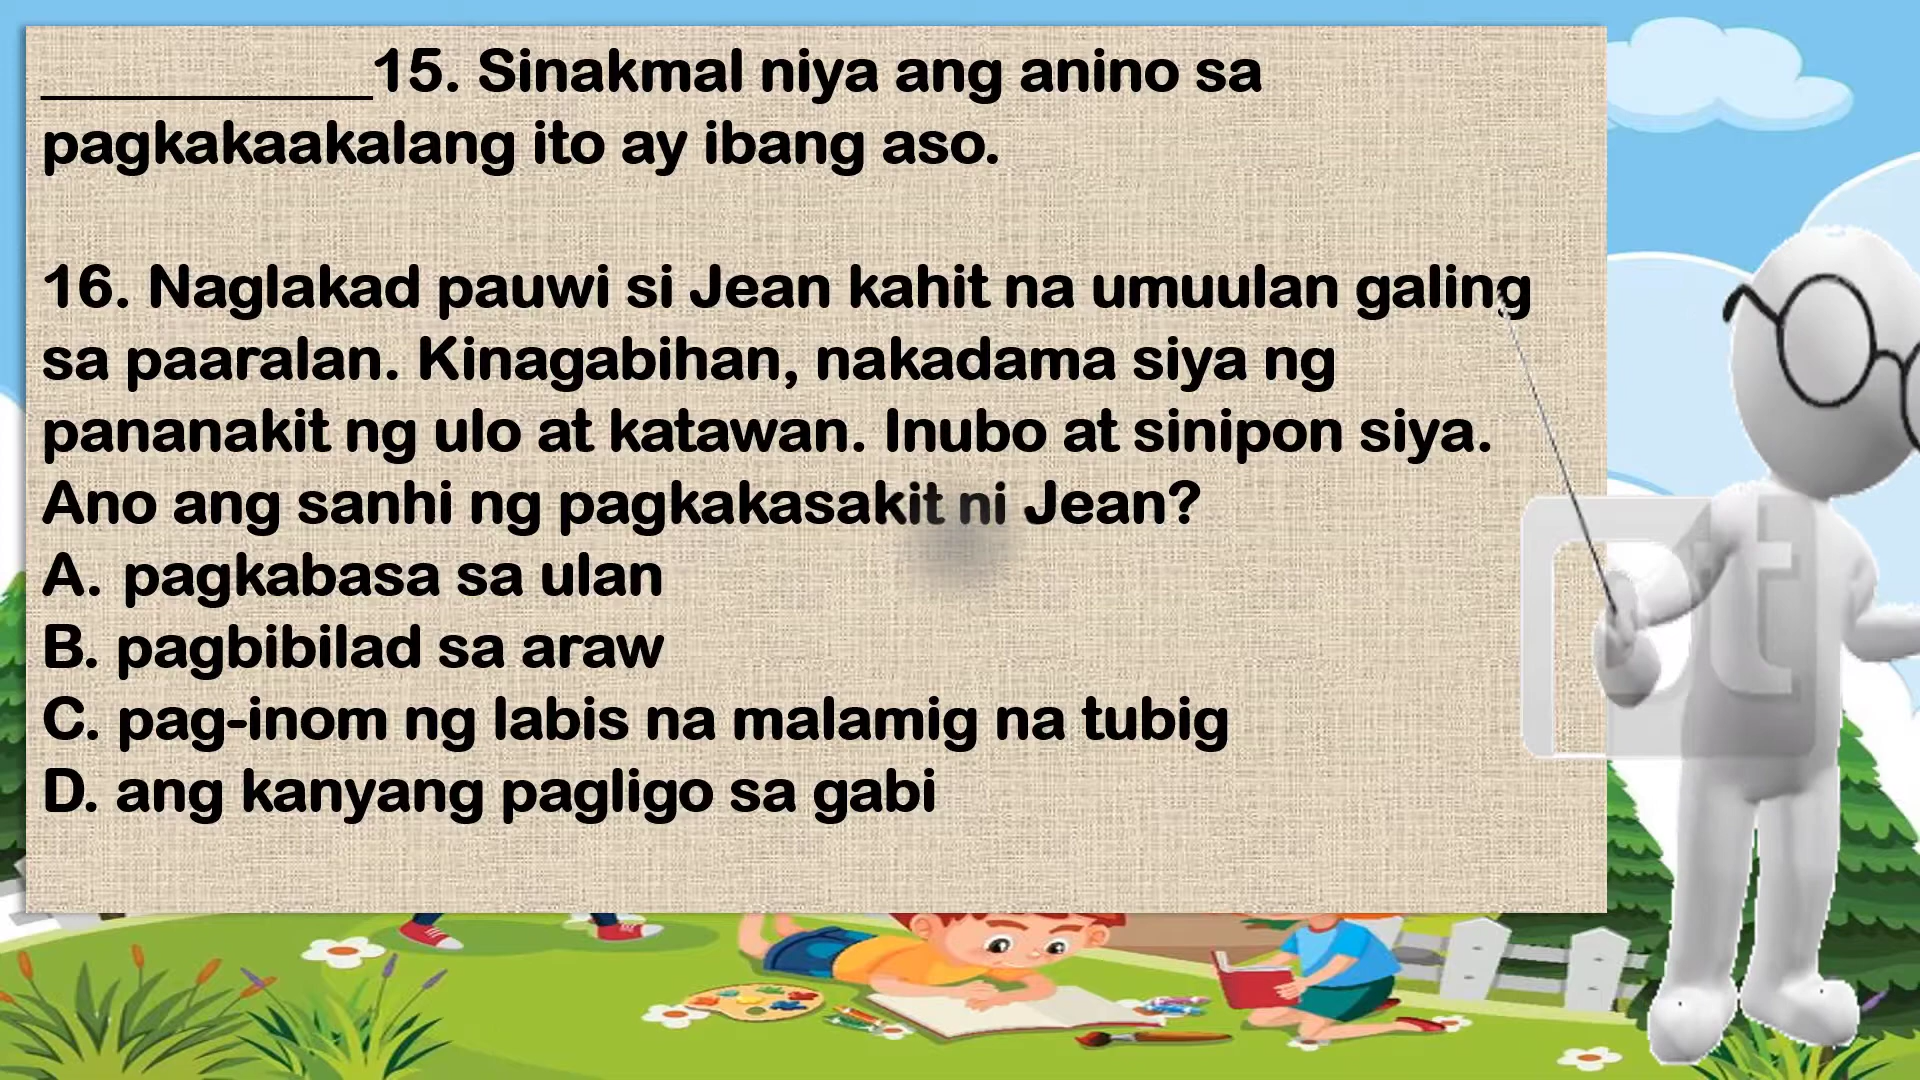 ___________15. Sinakmal niya ang anino sa
pagkakaakalang ito ay ibang aso.
16. Naglakad pauwi si Jean kahit na umuulan galing
sa paaralan. Kinagabihan, nakadama siya ng
pananakit ng ulo at katawan. Inubo at sinipon siya.
Ano ang sanhi ng pagkakasakit ni Jean?
A. pagkabasa sa ulan
B. pagbibilad sa araw
C. pag-inom ng labis na malamig na tubig
D. ang kanyang pagligo sa gabi